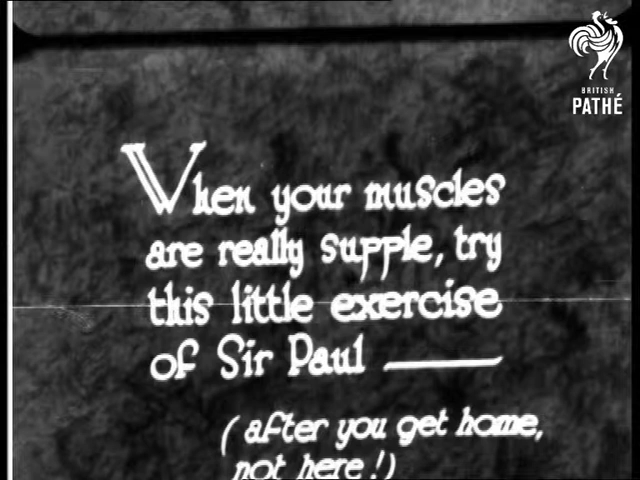 BRITISH
PATHÉ
When your muscles
are really supple, try
this little exercise
of Sir Paul ——
(after you get home,
not here!)